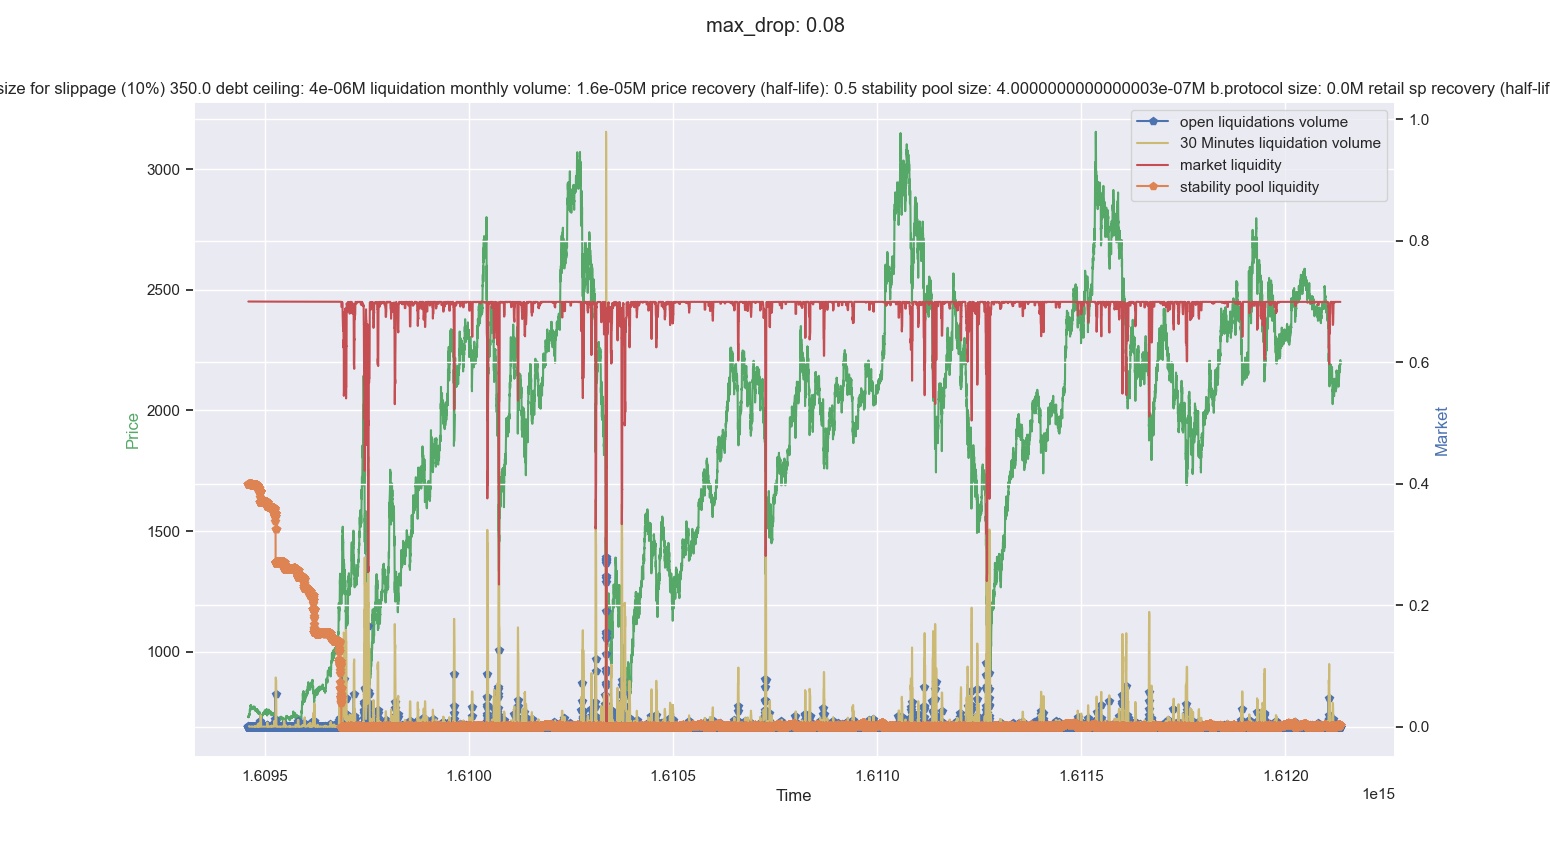 max_drop: 0.08
size for slippage (10%) 350.0 debt ceiling: 4e-06M liquidation monthly volume: 1.6e-05M price recovery (half-life): 0.5 stability pool size: 4.0000000000000003e-07M b.protocol size: 0.0M retail sp recovery (half-lif
open liquidations volume
30 Minutes liquidation volume
market liquidity
stability pool liquidity
3000
2500
2000
1500
1000
Price
1.0
0.8
0.6
0.4
0.2
0.0
Market
1.6095
1.6100
1.6105
1.6110
1.6115
1.6120
1e15
Time